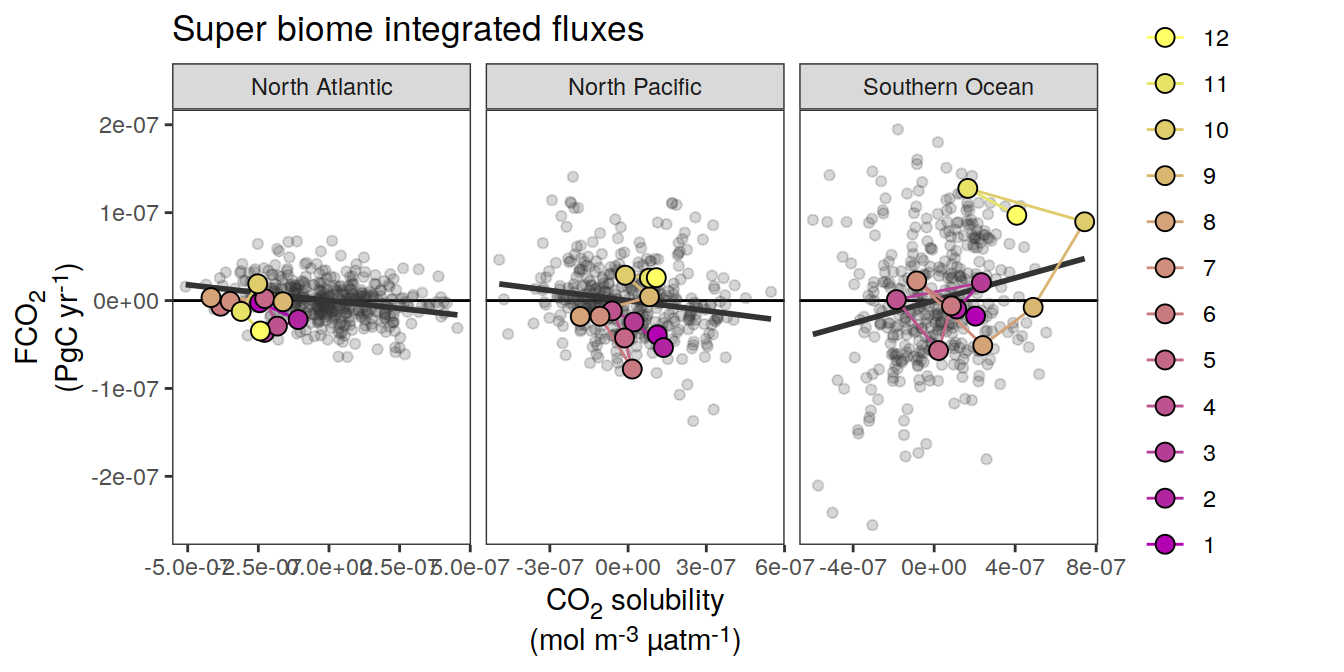 Super biome integrated fluxes
North Atlantic
North Pacific
Southern Ocean
2e-07
1e-07
0e+00
-1e-07
-2e-07
FCO2
(PgC yr-1)
-5.0e-07 -2.5e-07 0.0e+00 2.5e-07 5.0e-07
-3e-07 0e+00 3e-07 6e-07
-4e-07 0e+00 4e-07 8e-07
CO2 solubility
(mol m-3 µatm-1)
12
11
10
9
8
7
6
5
4
3
2
1